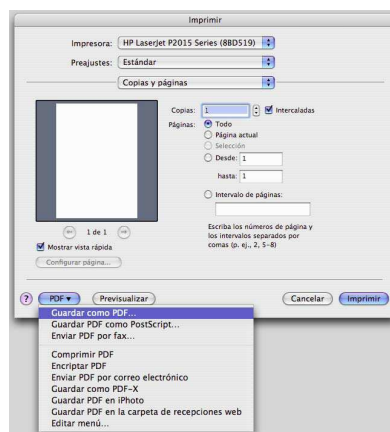 Imprimir
Impresora: HP LaserJet P2015 Series (8BD519)
Preajustes: Estándar
Copias y páginas
Copias: 1 Intercaladas
Páginas: Todo
Página actual
Selección
Desde: 1
hasta: 1
Intervalo de páginas:
Escriba los números de página y
los intervalos separados por
comas (p. ej., 2, 5-8)
1 de 1
Mostrar vista rápida
Configurar página...
? PDF Previsualizar Cancelar Imprimir
Guardar como PDF...
Guardar PDF como PostScript...
Enviar PDF por fax...
Comprimir PDF
Encriptar PDF
Enviar PDF por correo electrónico
Guardar como PDF-X
Guardar PDF en iPhoto
Guardar PDF en la carpeta de recepciones web
Editar menú...